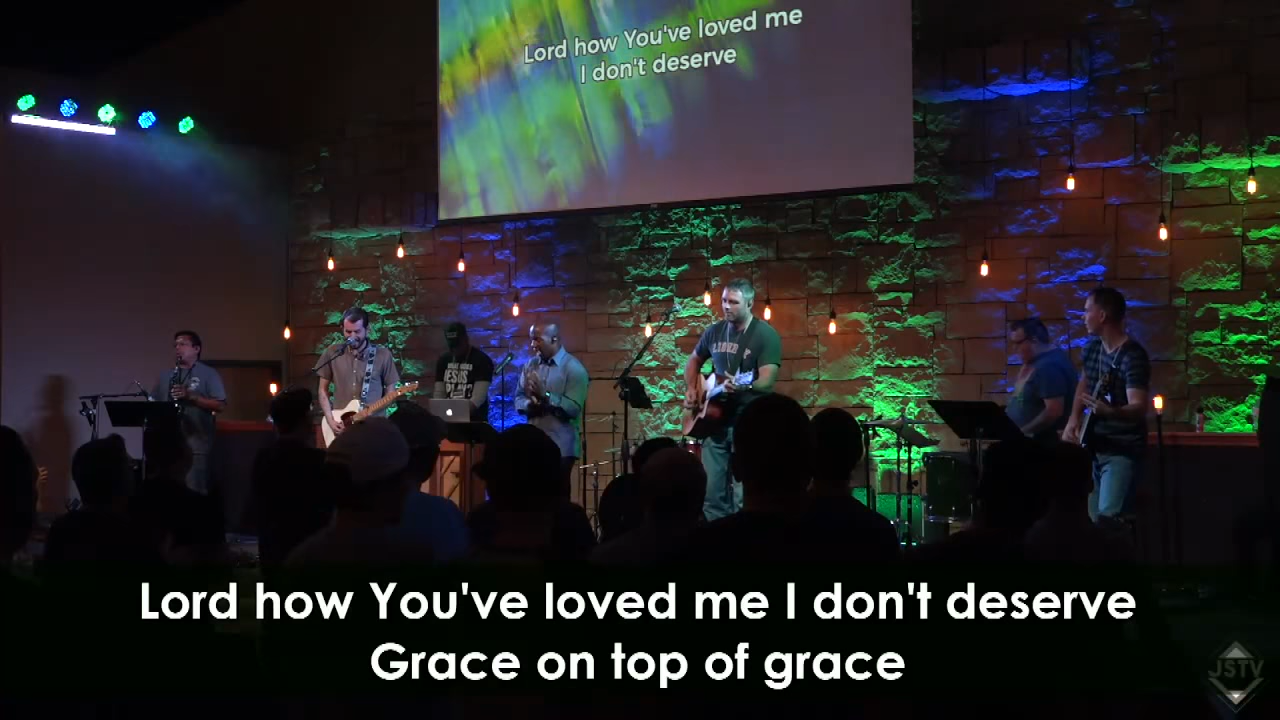 Lord how You've loved me
I don't deserve
JESUS
Lord how You've loved me I don't deserve
Grace on top of grace
JSTV